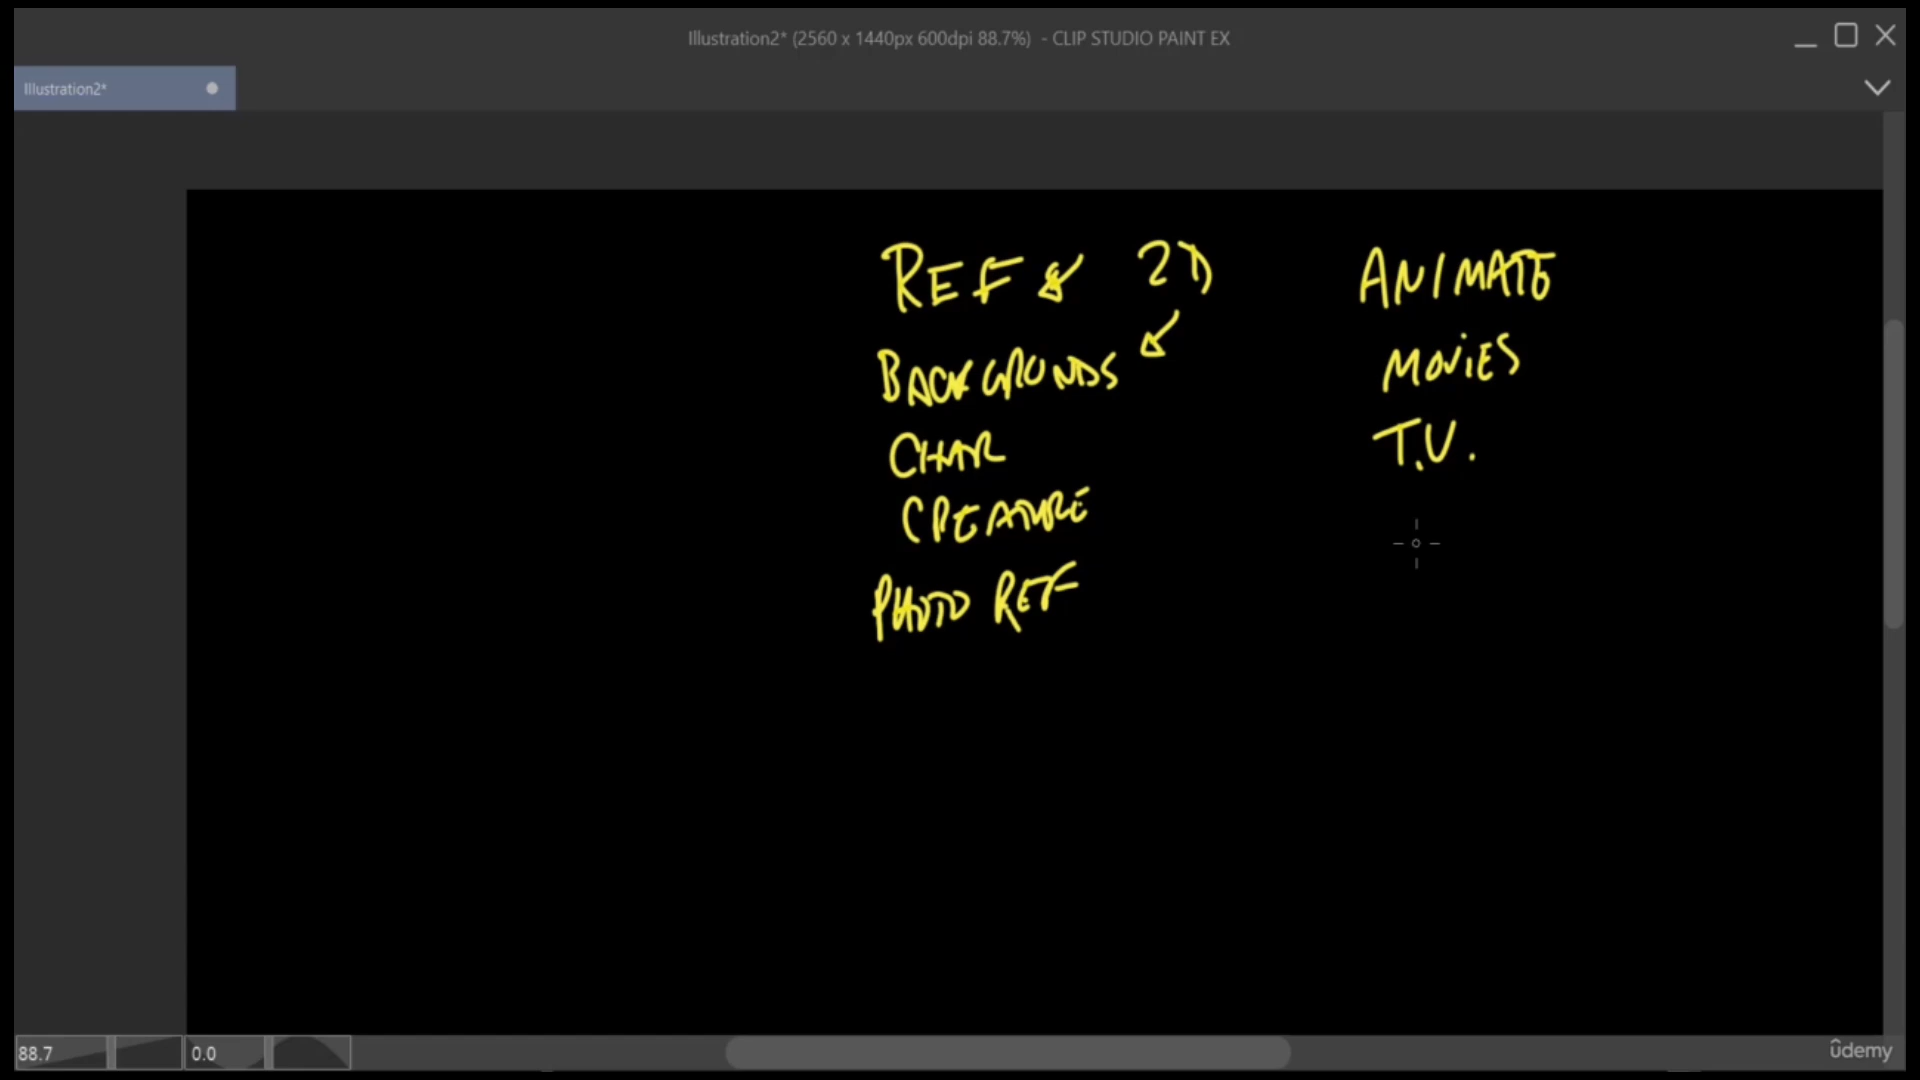 Illustration2* (2560 x 1440px 600dpi 88.7%) - CLIP STUDIO PAINT EX
Illustration2*
REF 2D
BACKGROUNDS
CHAR
CREATURE
PHOTO REF
ANIMATE
MOVIES
T.V.
88.7
0.0
ûdemy